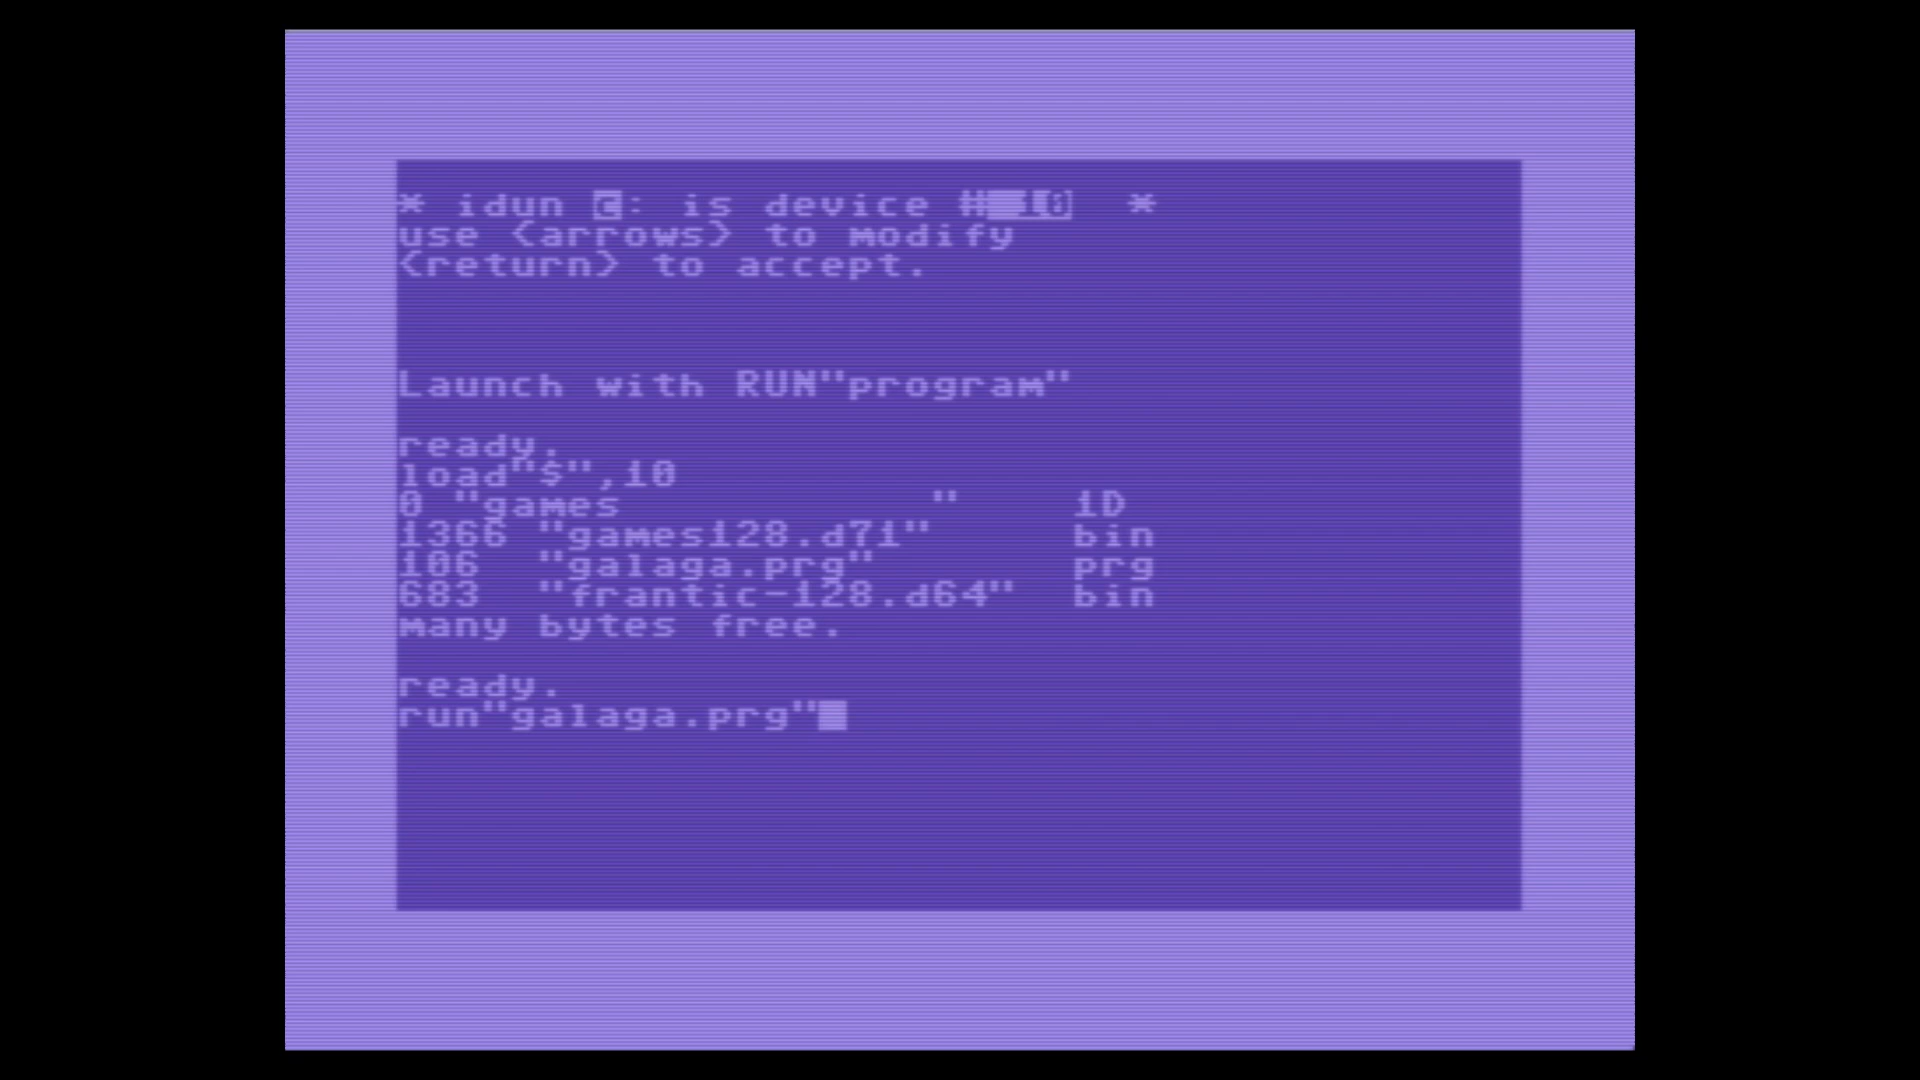 * idun c: is device # 10 *
use <arrows> to modify
<return> to accept.
Launch with RUN"program"
ready.
load"$",10
0 "games           "    1D
1366 "games128.d71"     bin
106  "galaga.prg"       prg
683  "frantic-128.d64"  bin
many bytes free.
ready.
run"galaga.prg"